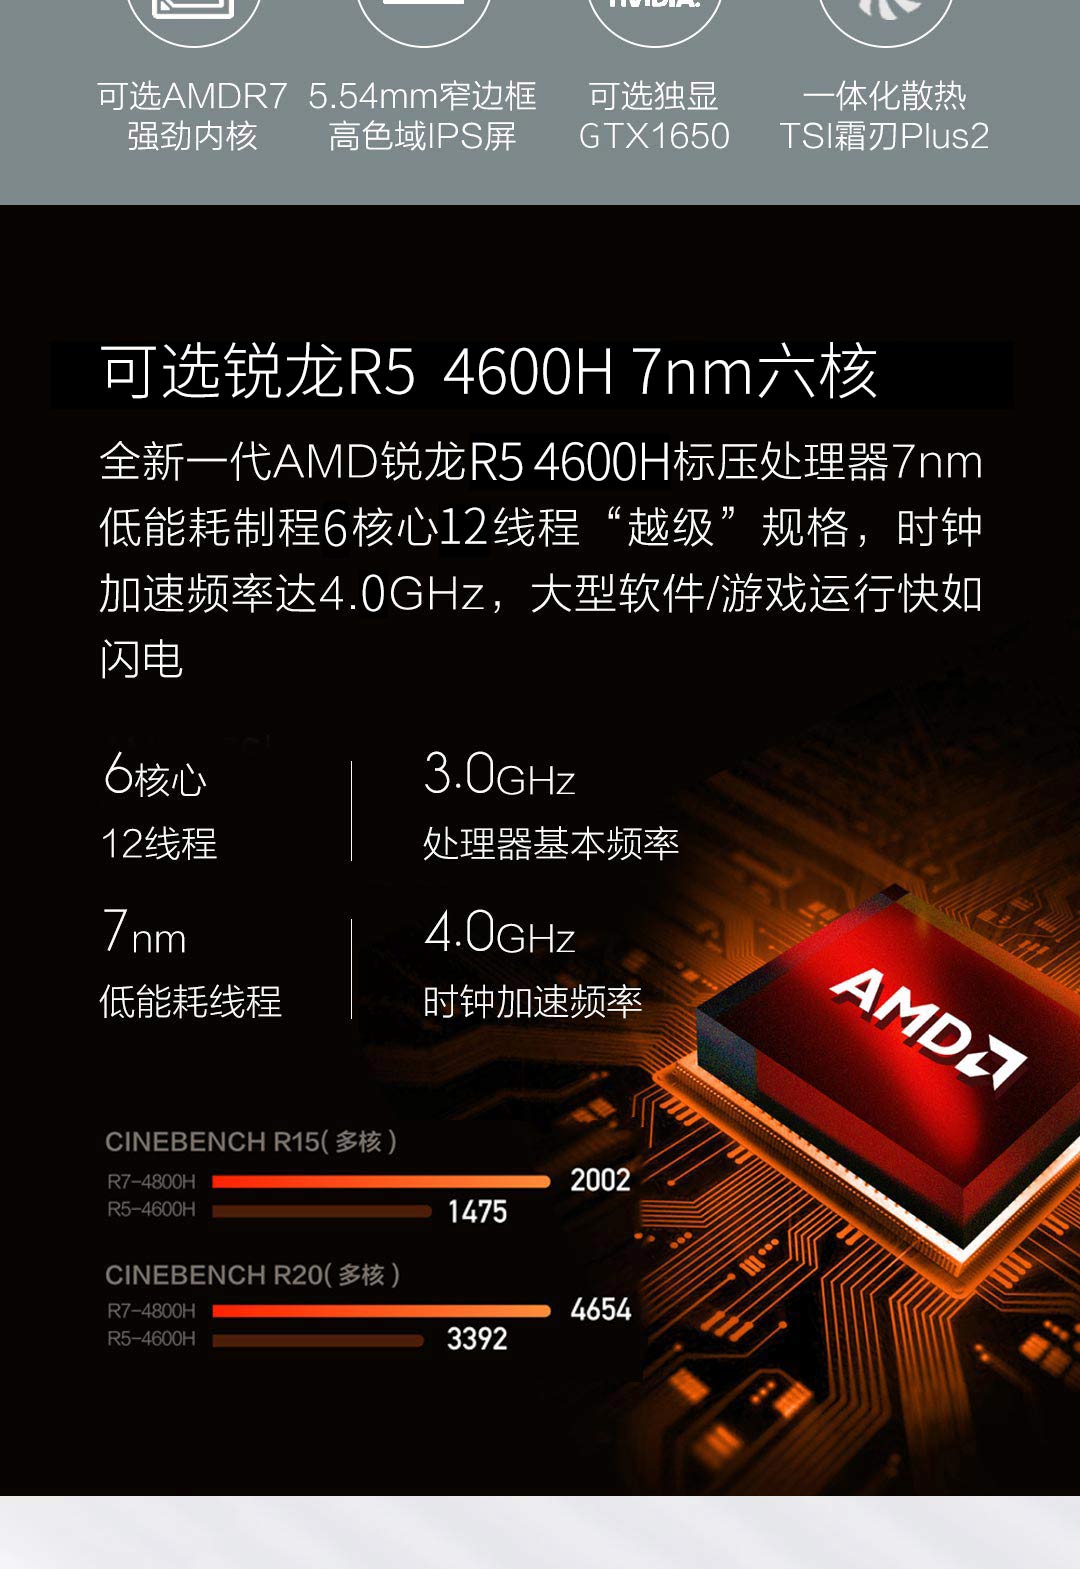 NVIDIA.
可选AMDR7 5.54mm窄边框 可选独显 一体化散热
强劲内核 高色域IPS屏 GTX1650 TSI霜刃Plus2
可选锐龙R5 4600H 7nm六核
全新一代AMD锐龙R5 4600H标压处理器7nm
低能耗制程6核心12线程“越级”规格，时钟
加速频率达4.0GHz，大型软件/游戏运行快如
闪电
6核心 3.0GHz
12线程 处理器基本频率
7nm 4.0GHz
低能耗线程 时钟加速频率
AMD
CINEBENCH R15(多核)
R7-4800H 2002
R5-4600H 1475
CINEBENCH R20(多核)
R7-4800H 4654
R5-4600H 3392